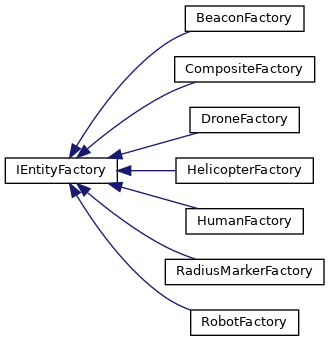 BeaconFactory
CompositeFactory
DroneFactory
IEntityFactory
HelicopterFactory
HumanFactory
RadiusMarkerFactory
RobotFactory